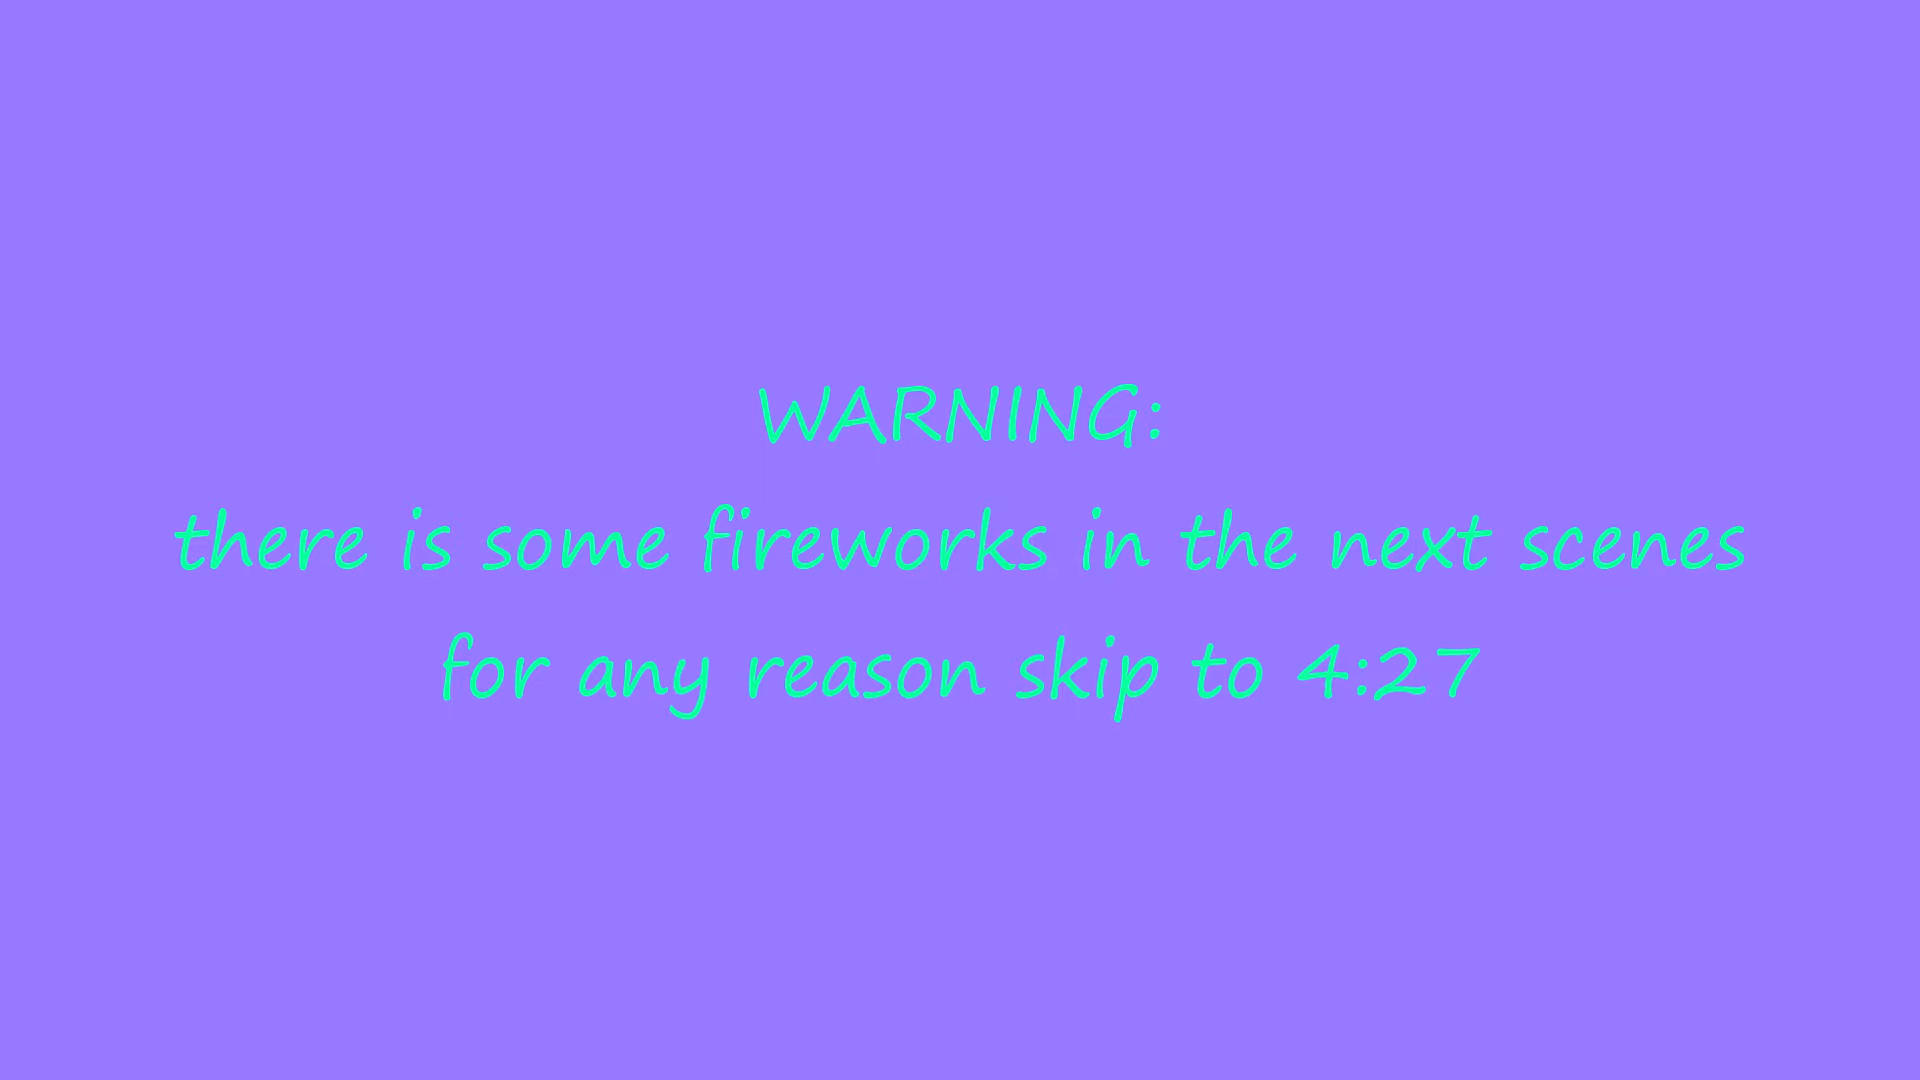 WARNING:
there is some fireworks in the next scenes
for any reason skip to 4:27